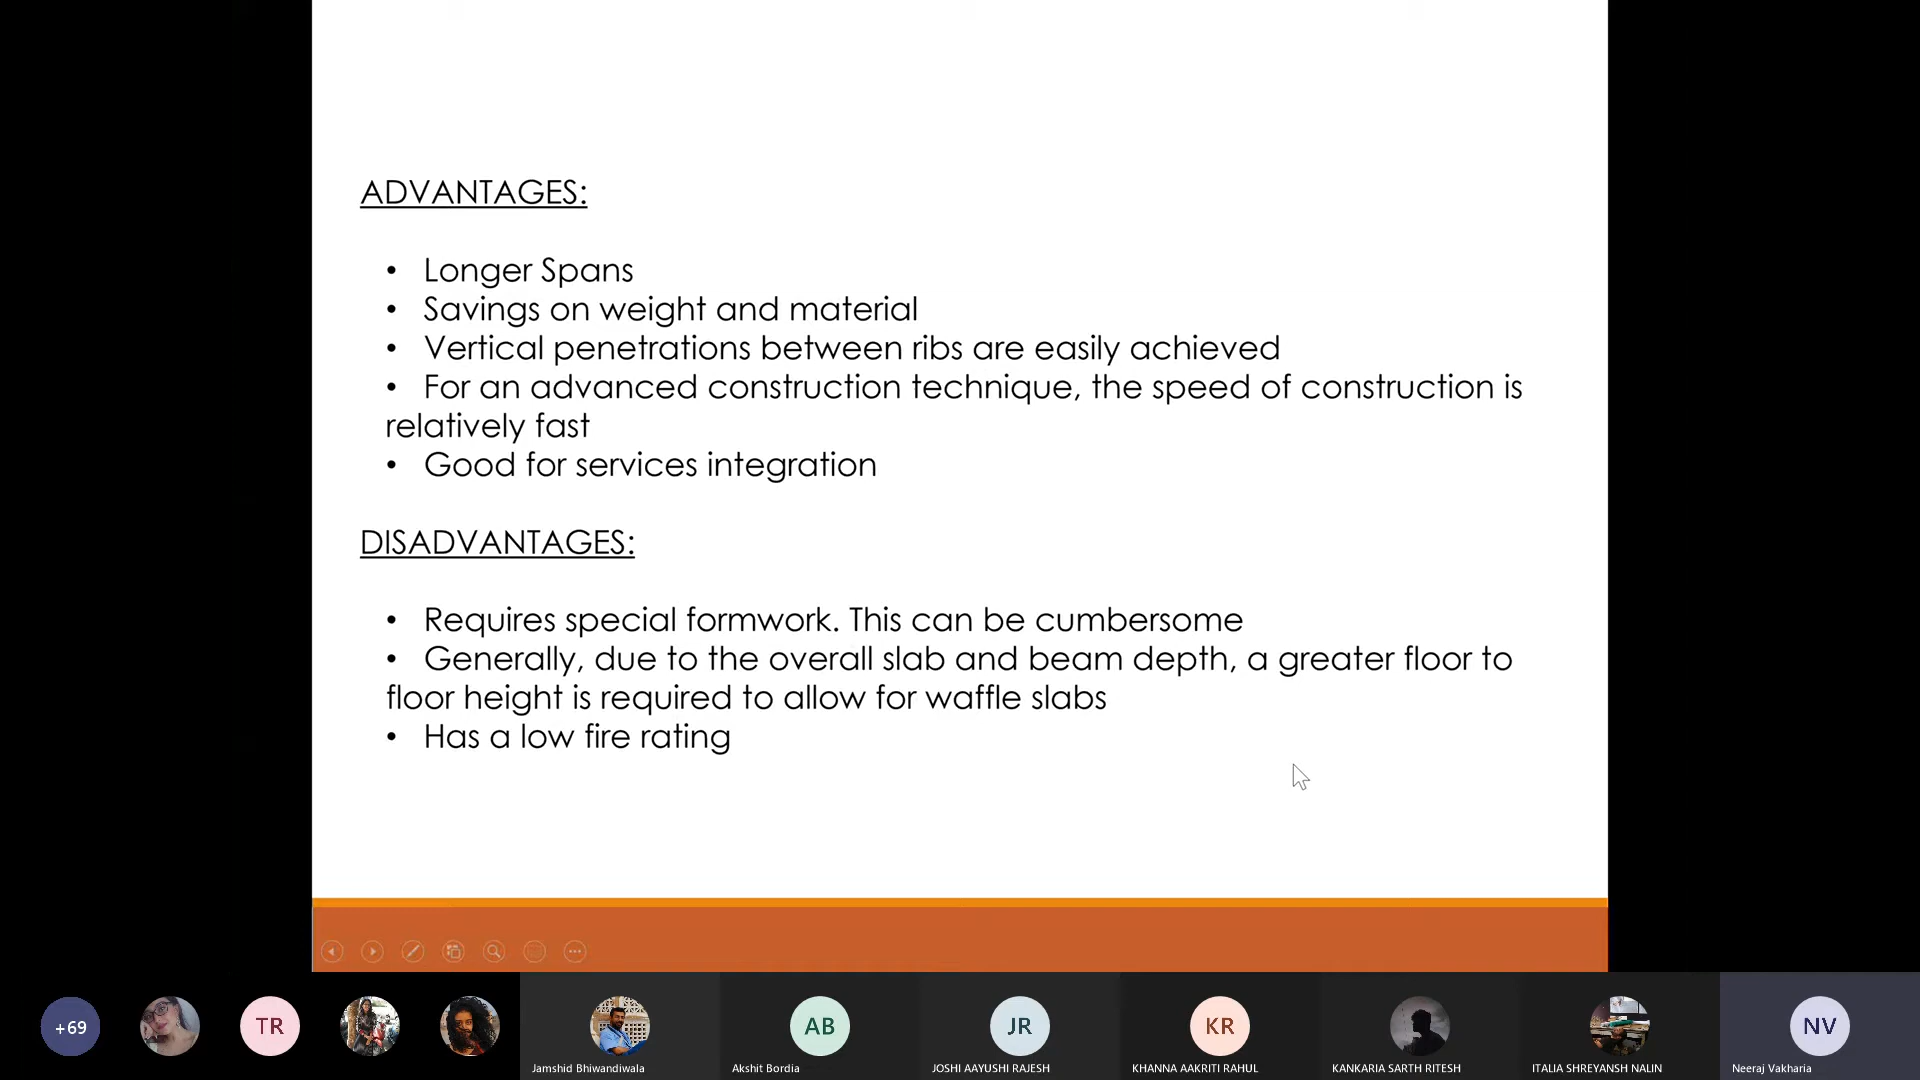 ADVANTAGES:
• Longer Spans
• Savings on weight and material
• Vertical penetrations between ribs are easily achieved
• For an advanced construction technique, the speed of construction is
relatively fast
• Good for services integration
DISADVANTAGES:
• Requires special formwork. This can be cumbersome
• Generally, due to the overall slab and beam depth, a greater floor to
floor height is required to allow for waffle slabs
• Has a low fire rating
+69
TR
AB
JR
KR
NV
Jamshid Bhiwandiwala
Akshit Bordia
JOSHI AAYUSHI RAJESH
KHANNA AAKRITI RAHUL
KANKARIA SARTH RITESH
ITALIA SHREYANSH NALIN
Neeraj Vakharia